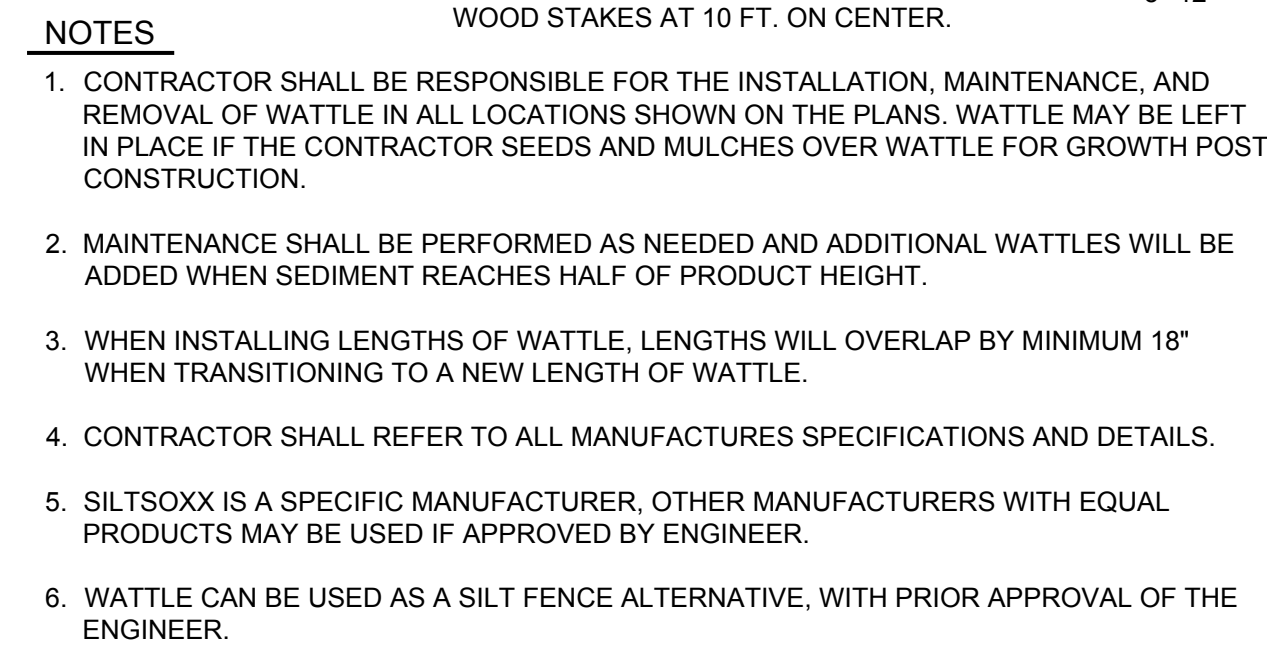 WOOD STAKES AT 10 FT. ON CENTER.
NOTES
1. CONTRACTOR SHALL BE RESPONSIBLE FOR THE INSTALLATION, MAINTENANCE, AND
REMOVAL OF WATTLE IN ALL LOCATIONS SHOWN ON THE PLANS. WATTLE MAY BE LEFT
IN PLACE IF THE CONTRACTOR SEEDS AND MULCHES OVER WATTLE FOR GROWTH POST
CONSTRUCTION.
2. MAINTENANCE SHALL BE PERFORMED AS NEEDED AND ADDITIONAL WATTLES WILL BE
ADDED WHEN SEDIMENT REACHES HALF OF PRODUCT HEIGHT.
3. WHEN INSTALLING LENGTHS OF WATTLE, LENGTHS WILL OVERLAP BY MINIMUM 18"
WHEN TRANSITIONING TO A NEW LENGTH OF WATTLE.
4. CONTRACTOR SHALL REFER TO ALL MANUFACTURES SPECIFICATIONS AND DETAILS.
5. SILTSOXX IS A SPECIFIC MANUFACTURER, OTHER MANUFACTURERS WITH EQUAL
PRODUCTS MAY BE USED IF APPROVED BY ENGINEER.
6. WATTLE CAN BE USED AS A SILT FENCE ALTERNATIVE, WITH PRIOR APPROVAL OF THE
ENGINEER.